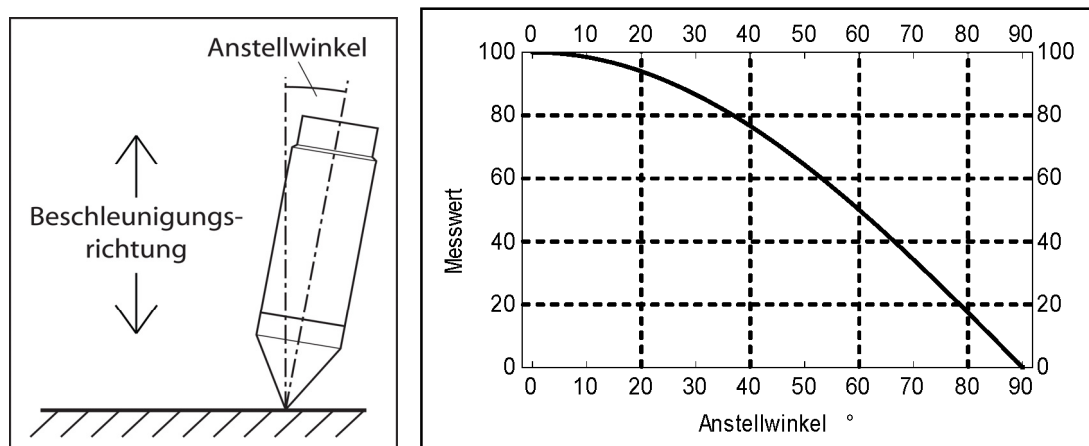 Anstellwinkel
Beschleunigungs-
richtung
0 10 20 30 40 50 60 70 80 90
100 100
80 80
60 60
40 40
20 20
0 0
Messwert
0 10 20 30 40 50 60 70 80 90
Anstellwinkel °